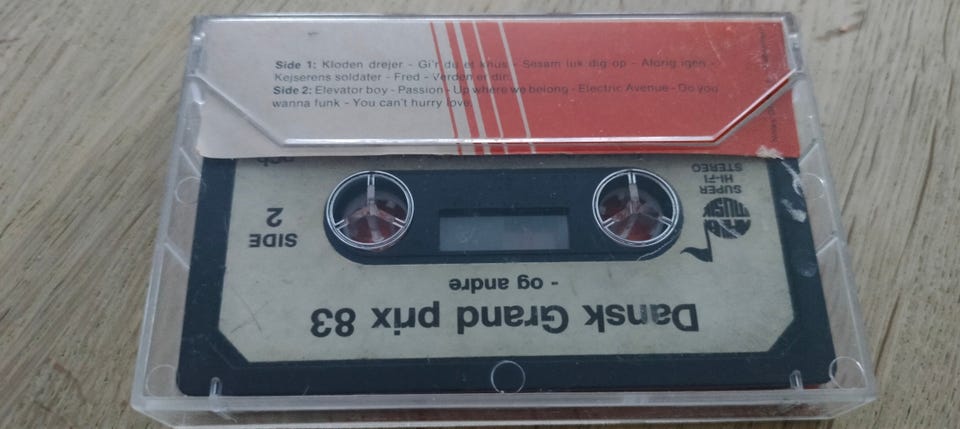 Side 1: Kloden drejer - Gi'r du et knus - Sesam luk dig op - Alorig igen -
Kejserens soldater - Fred - Verden er din.
Side 2: Elevator boy - Passion - Up where we belong - Electric Avenue - Do you
wanna funk - You can't hurry love.
SUPER
HI-FI
STEREO
MUSIK
SIDE
2
- og andre
Dansk Grand prix 83